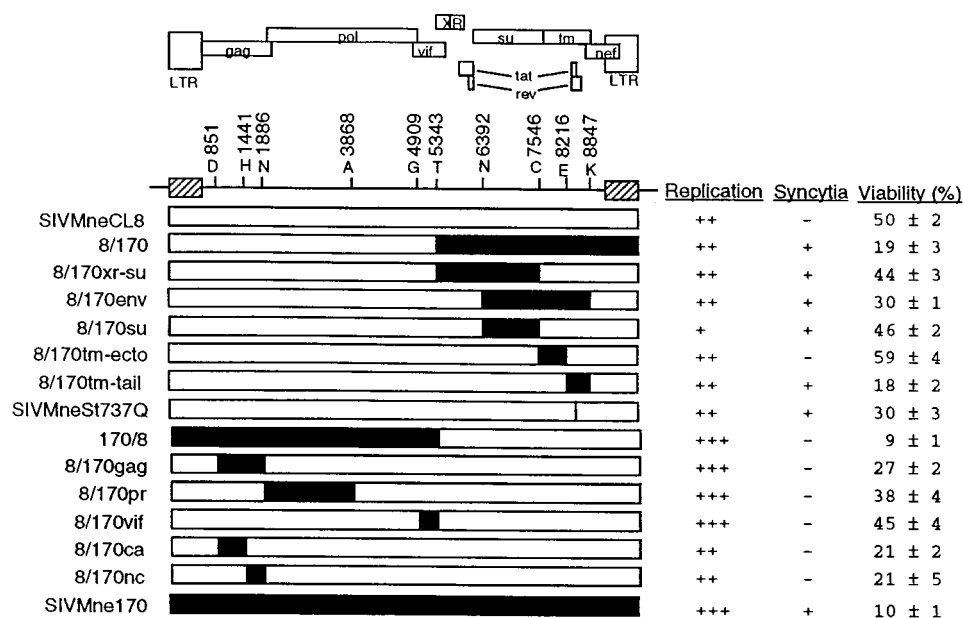 XR
pol
su
tm
gag
vif
nef
LTR
tat
LTR
rev
D 851
H 1441
N 1886
A 3868
G 4909
T 5343
N 6392
C 7546
E 8216
K 8847
Replication Syncytia Viability (%)
SIVMneCL8 ++ – 50 ± 2
8/170 ++ + 19 ± 3
8/170xr-su ++ + 44 ± 3
8/170env ++ + 30 ± 1
8/170su + + 46 ± 2
8/170tm-ecto ++ – 59 ± 4
8/170tm-tail ++ + 18 ± 2
SIVMneSt737Q ++ + 30 ± 3
170/8 +++ – 9 ± 1
8/170gag +++ – 27 ± 2
8/170pr +++ – 38 ± 4
8/170vif +++ – 45 ± 4
8/170ca ++ – 21 ± 2
8/170nc ++ – 21 ± 5
SIVMne170 +++ + 10 ± 1